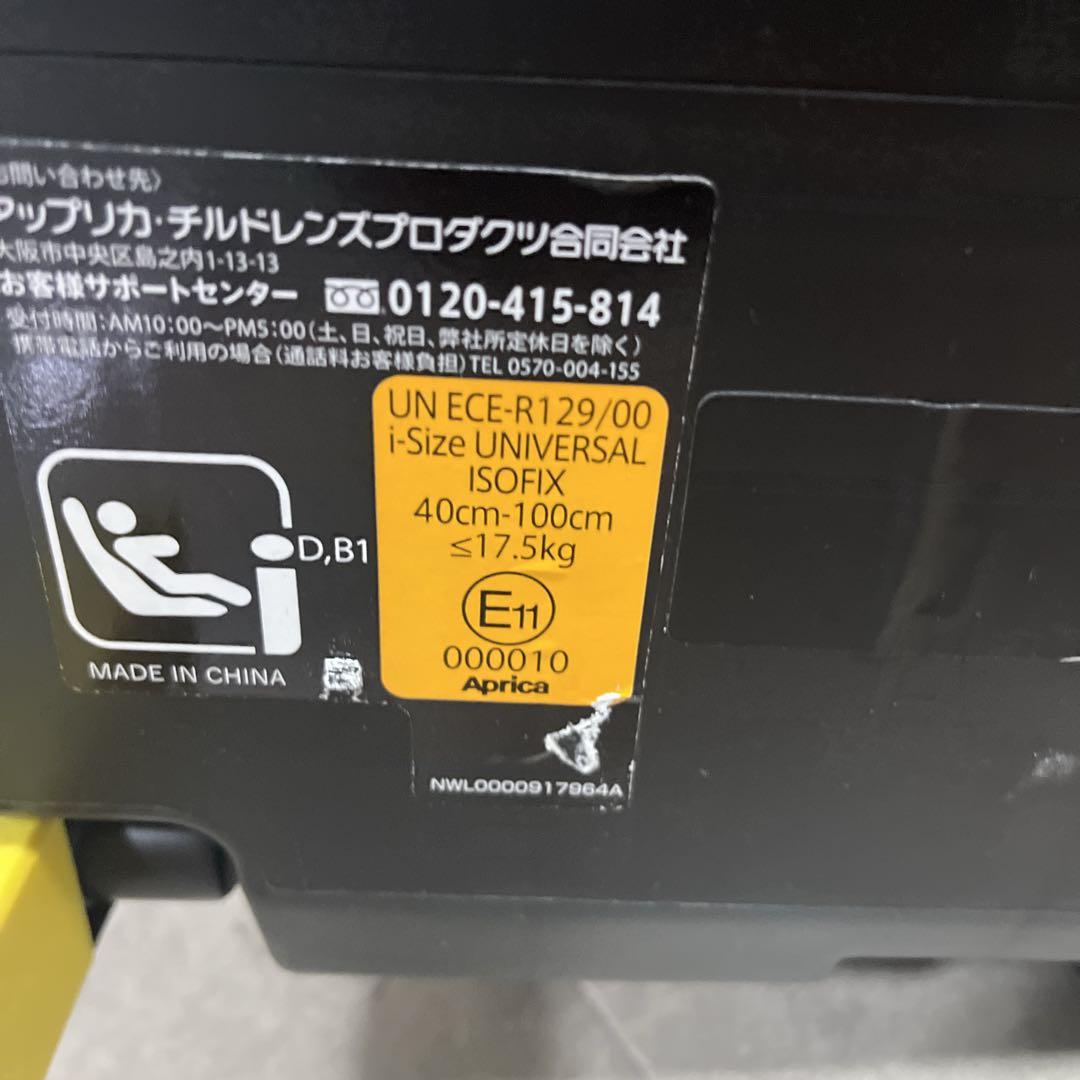 お問い合わせ先〉
アップリカ・チルドレンズプロダクツ合同会社
大阪市中央区島之内1-13-13
お客様サポートセンター 0120-415-814
受付時間：AM10：00～PM5：00（土、日、祝日、弊社所定休日を除く）
携帯電話からご利用の場合（通話料お客様負担）TEL 0570-004-155
UN ECE-R129/00
i-Size UNIVERSAL
ISOFIX
40cm-100cm
≤17.5kg
E11
000010
Aprica
i
D,B1
MADE IN CHINA
NWL0000917964A